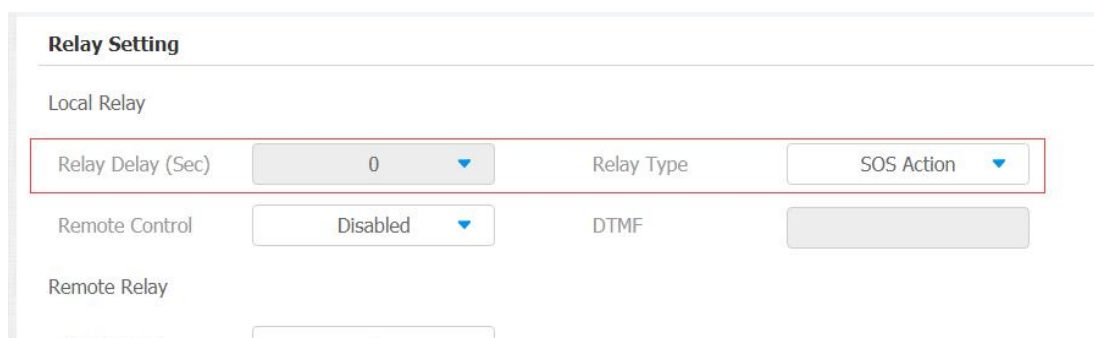 Relay Setting
Local Relay
Relay Delay (Sec) 0 Relay Type SOS Action
Remote Control Disabled DTMF
Remote Relay